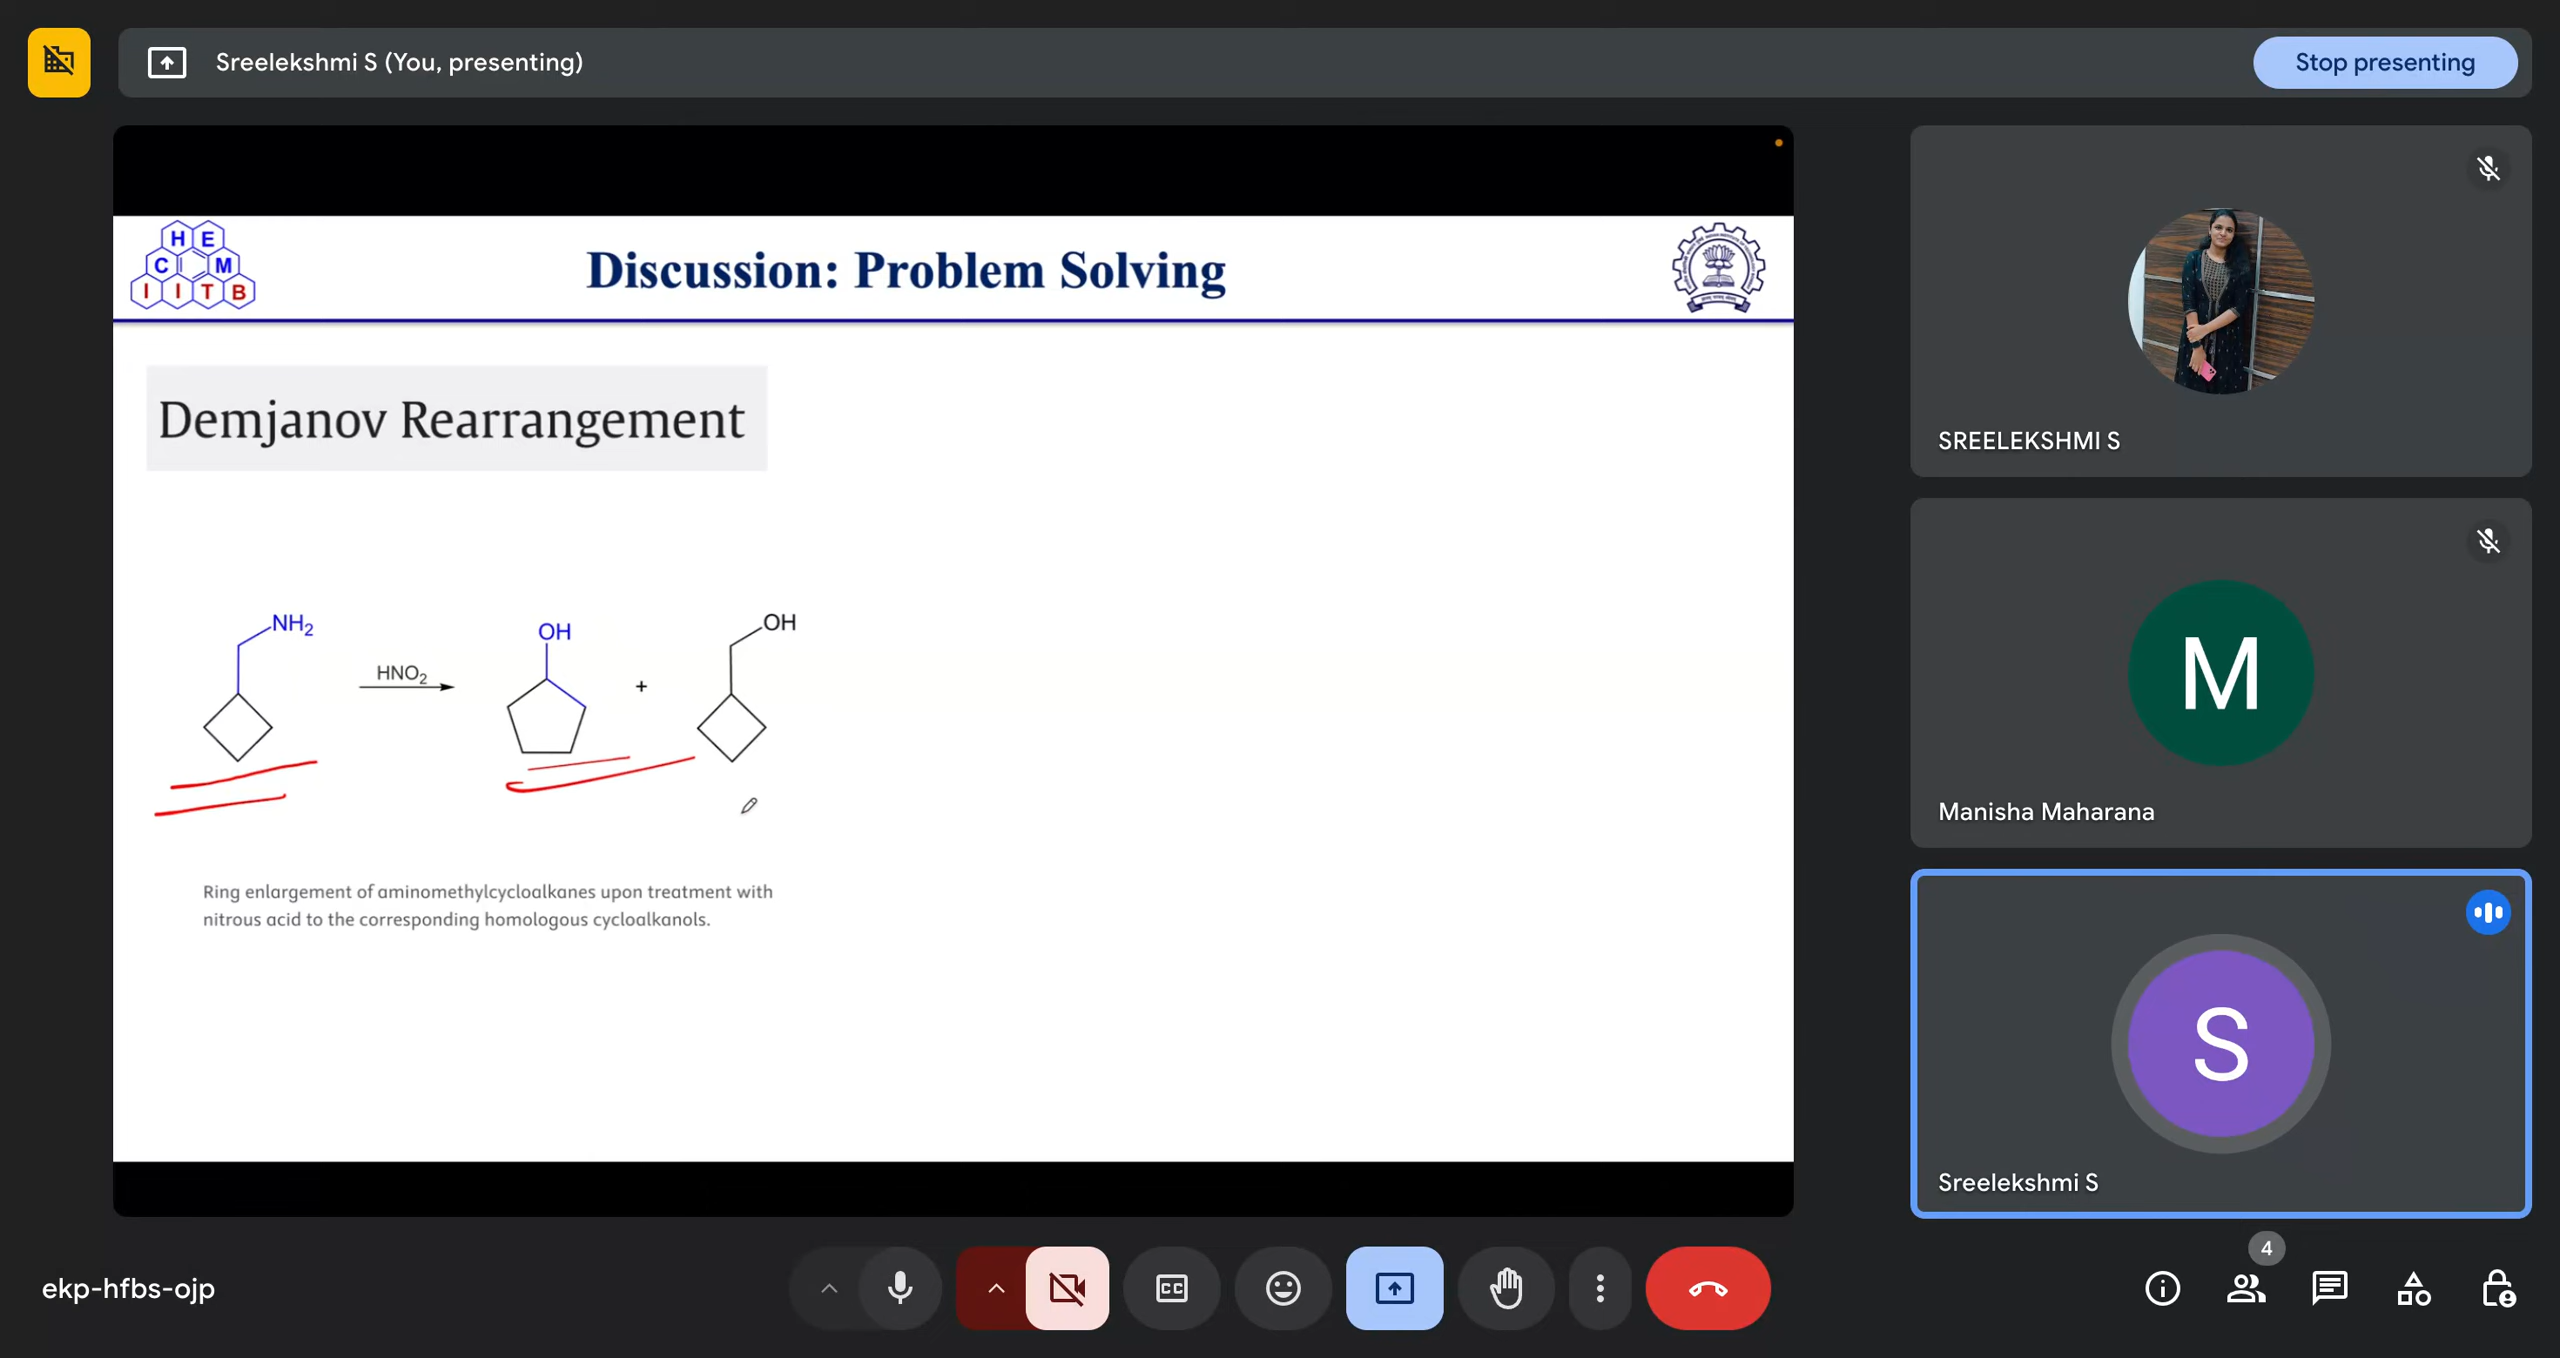 Sreelekshmi S (You, presenting)
Stop presenting
H E
C M
I I T B
Discussion: Problem Solving
Demjanov Rearrangement
NH2
HNO2
OH
+
OH
Ring enlargement of aminomethylcycloalkanes upon treatment with
nitrous acid to the corresponding homologous cycloalkanols.
SREELEKSHMI S
M
Manisha Maharana
S
Sreelekshmi S
ekp-hfbs-ojp
CC
4